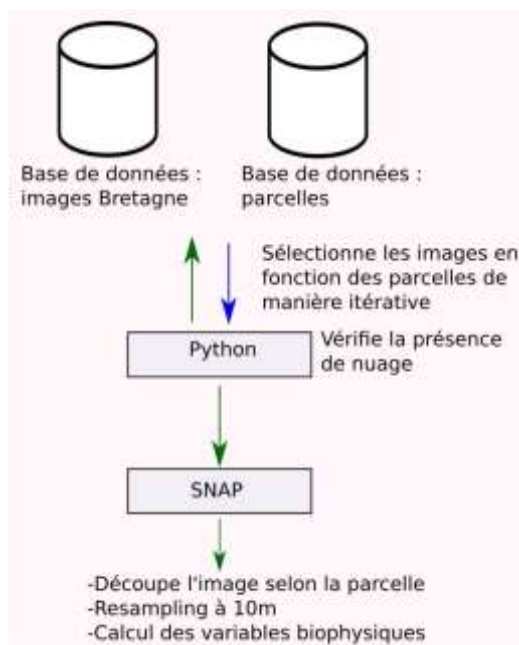 Base de données :
images Bretagne
Base de données :
parcelles
Sélectionne les images en
fonction des parcelles de
manière itérative
Python
Vérifie la présence
de nuage
SNAP
-Découpe l'image selon la parcelle
-Resampling à 10m
-Calcul des variables biophysiques